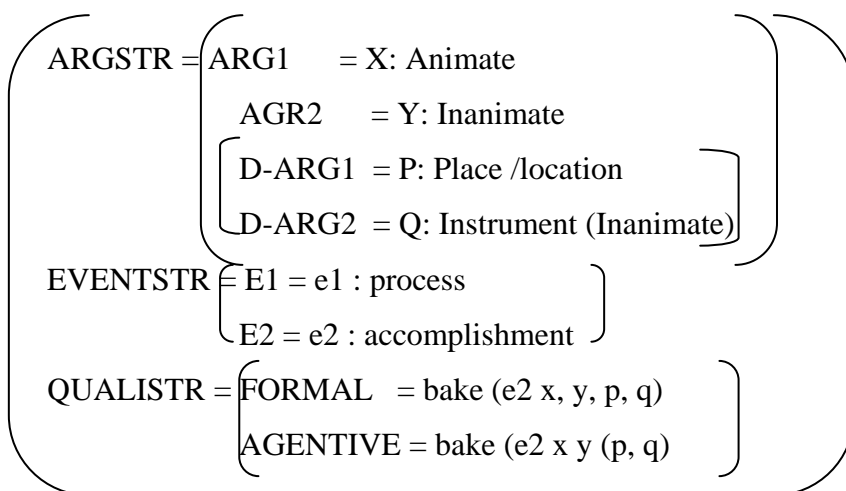 ARGSTR = ARG1 = X: Animate
AGR2 = Y: Inanimate
D-ARG1 = P: Place /location
D-ARG2 = Q: Instrument (Inanimate)
EVENTSTR = E1 = e1 : process
E2 = e2 : accomplishment
QUALISTR = FORMAL = bake (e2 x, y, p, q)
AGENTIVE = bake (e2 x y (p, q)